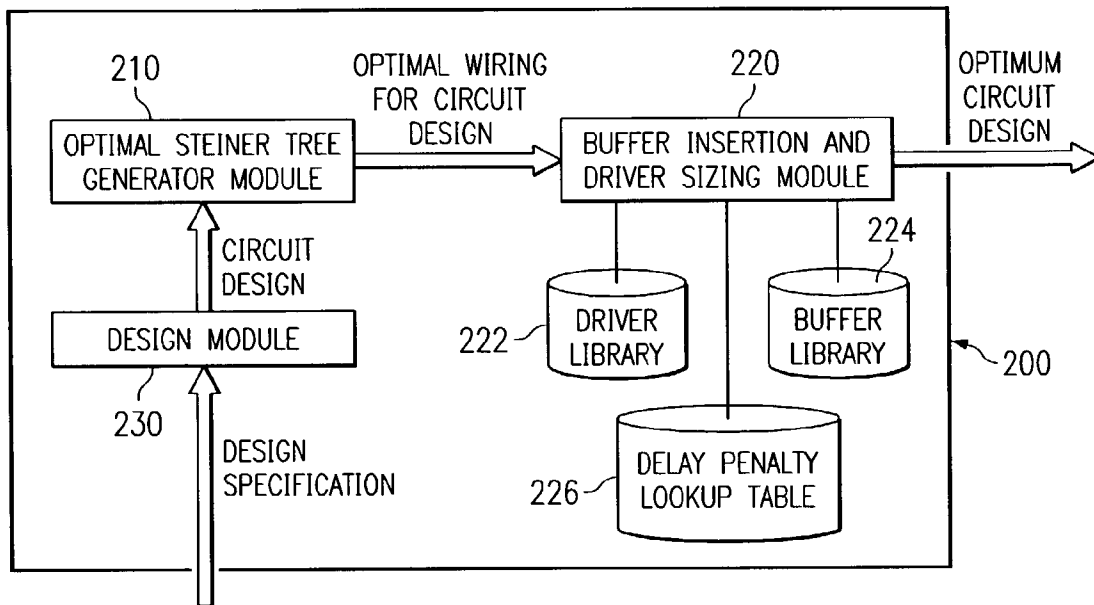 210
OPTIMAL WIRING
FOR CIRCUIT
DESIGN
220
OPTIMUM
CIRCUIT
DESIGN
OPTIMAL STEINER TREE
GENERATOR MODULE
BUFFER INSERTION AND
DRIVER SIZING MODULE
CIRCUIT
DESIGN
224
DESIGN MODULE
222
DRIVER
LIBRARY
BUFFER
LIBRARY
200
230
DESIGN
SPECIFICATION
226
DELAY PENALTY
LOOKUP TABLE